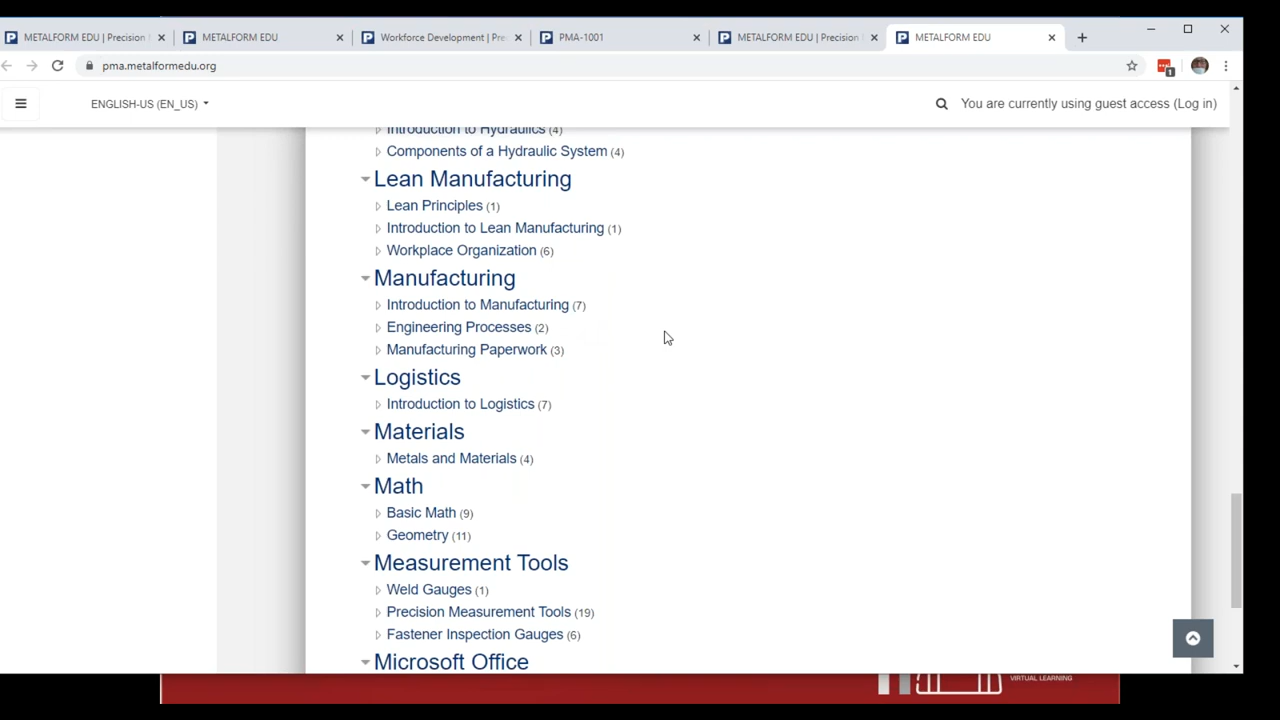 METALFORM EDU | Precision
METALFORM EDU
Workforce Development | Pre
PMA-1001
METALFORM EDU | Precision
METALFORM EDU
pma.metalformedu.org
1
ENGLISH-US (EN_US)
You are currently using guest access (Log in)
Introduction to Hydraulics (4)
Components of a Hydraulic System (4)
Lean Manufacturing
Lean Principles (1)
Introduction to Lean Manufacturing (1)
Workplace Organization (6)
Manufacturing
Introduction to Manufacturing (7)
Engineering Processes (2)
Manufacturing Paperwork (3)
Logistics
Introduction to Logistics (7)
Materials
Metals and Materials (4)
Math
Basic Math (9)
Geometry (11)
Measurement Tools
Weld Gauges (1)
Precision Measurement Tools (19)
Fastener Inspection Gauges (6)
Microsoft Office
VIRTUAL LEARNING